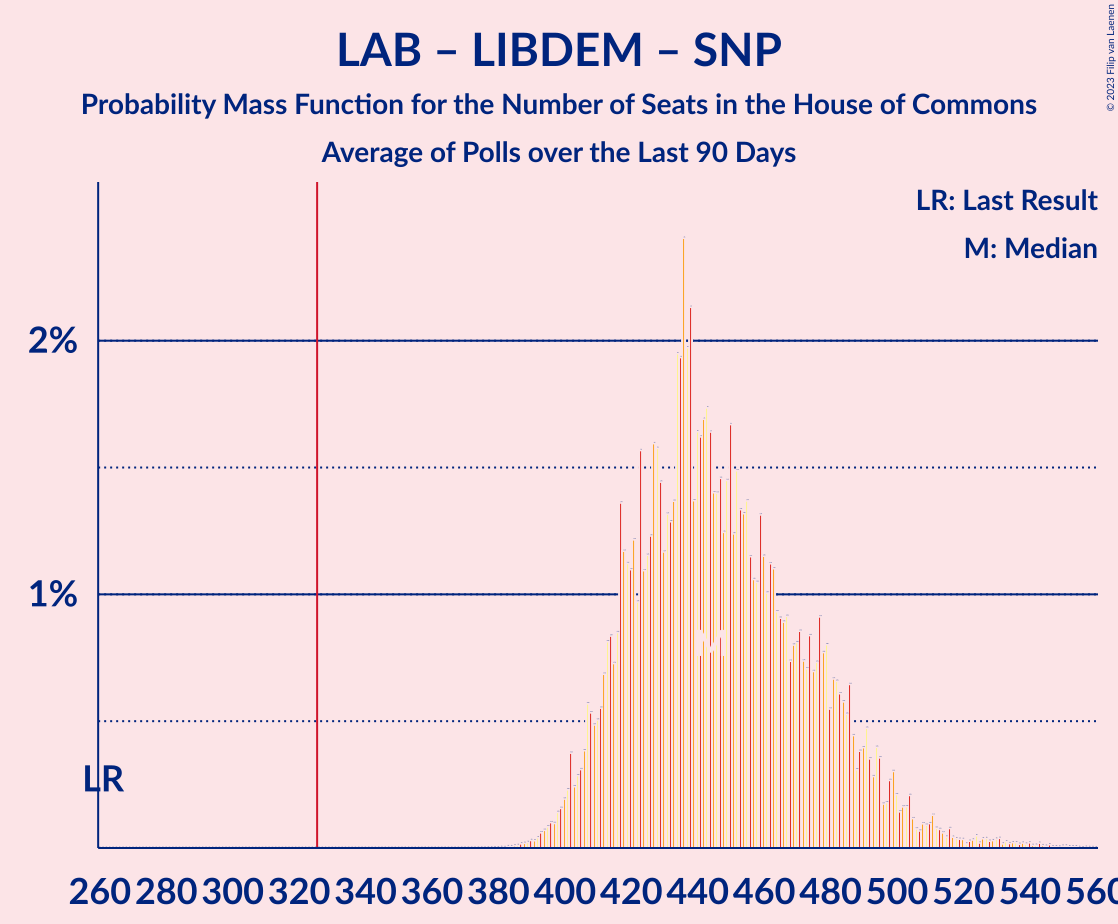 LAB – LIBDEM – SNP
Probability Mass Function for the Number of Seats in the House of Commons
Average of Polls over the Last 90 Days
© 2023 Filip van Laenen
LR: Last Result
M: Median
2%
1%
LR
M
260 280 300 320 340 360 380 400 420 440 460 480 500 520 540 560